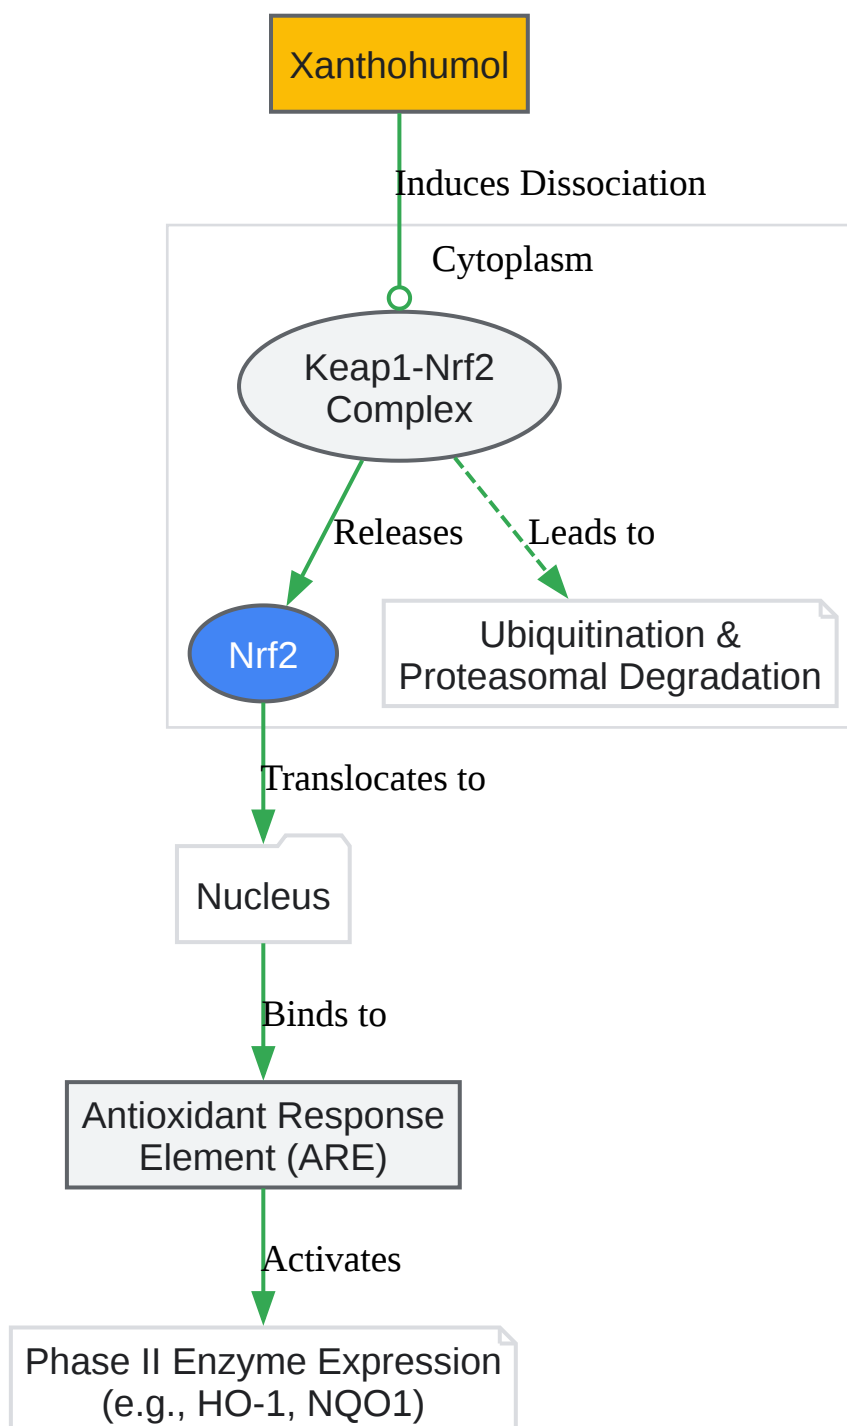 Xanthohumol
Induces Dissociation
Cytoplasm
Keap1-Nrf2
Complex
Releases
Leads to
Nrf2
Ubiquitination &
Proteasomal Degradation
Translocates to
Nucleus
Binds to
Antioxidant Response
Element (ARE)
Activates
Phase II Enzyme Expression
(e.g., HO-1, NQO1)